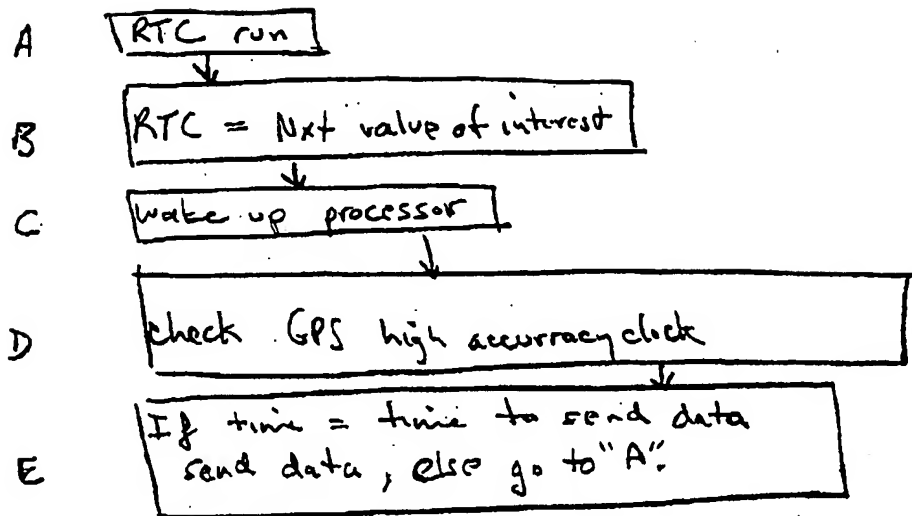 A RTC run
B RTC = Nxt value of interest
C wake up processor
D check GPS high accurracy clock
E If time = time to send data
send data, else go to "A".